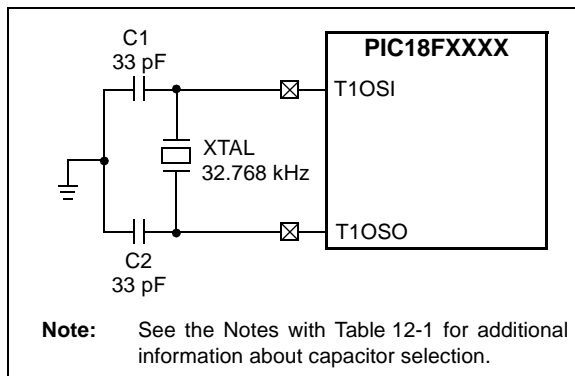 C1
33 pF
PIC18FXXXX
T1OSI
XTAL
32.768 kHz
T1OSO
C2
33 pF
Note: See the Notes with Table 12-1 for additional
information about capacitor selection.